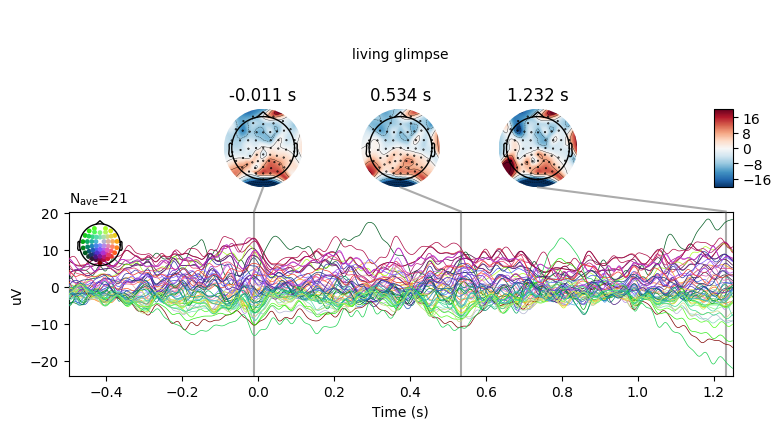 living glimpse
-0.011 s 0.534 s 1.232 s
16
8
0
−8
−16
Nave=21
20
10
0
−10
−20
uV
−0.4 −0.2 0.0 0.2 0.4 0.6 0.8 1.0 1.2
Time (s)